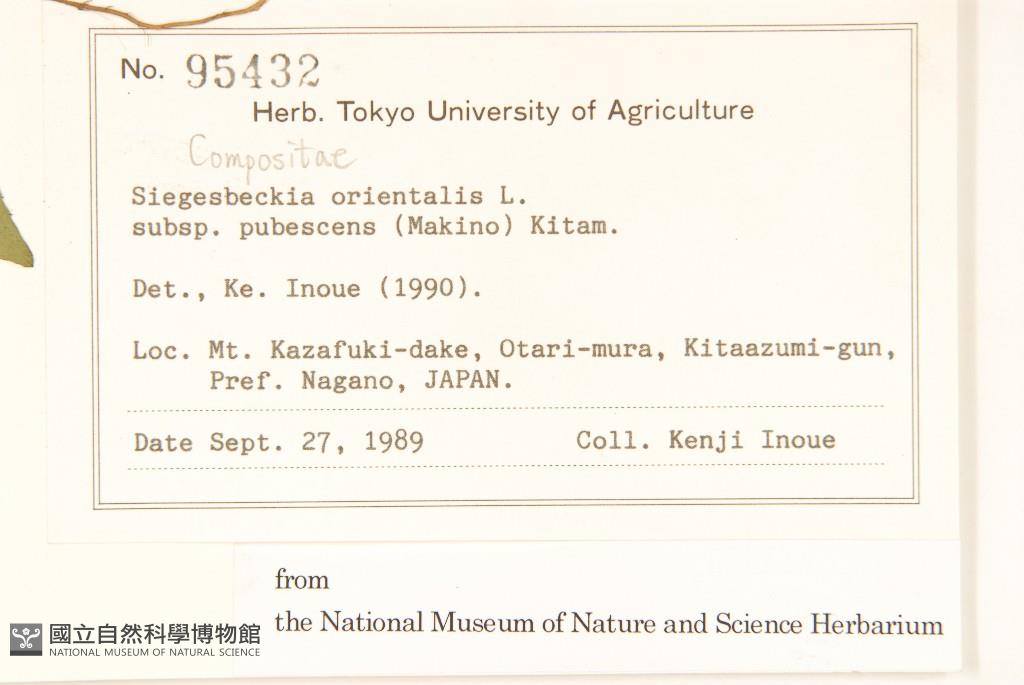 No. 95432
Herb. Tokyo University of Agriculture
Compositae
Siegesbeckia orientalis L.
subsp. pubescens (Makino) Kitam.
Det., Ke. Inoue (1990).
Loc. Mt. Kazafuki-dake, Otari-mura, Kitaazumi-gun,
Pref. Nagano, JAPAN.
Date Sept. 27, 1989 Coll. Kenji Inoue
from
the National Museum of Nature and Science Herbarium
國立自然科學博物館
NATIONAL MUSEUM OF NATURAL SCIENCE